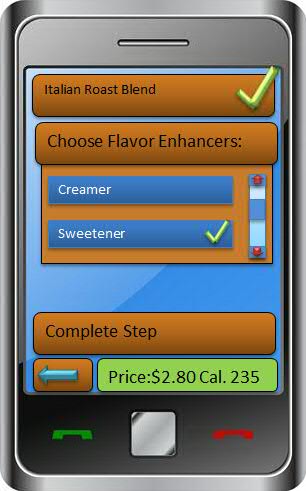 Italian Roast Blend
Choose Flavor Enhancers:
Creamer
Sweetener
Complete Step
Price:$2.80 Cal. 235